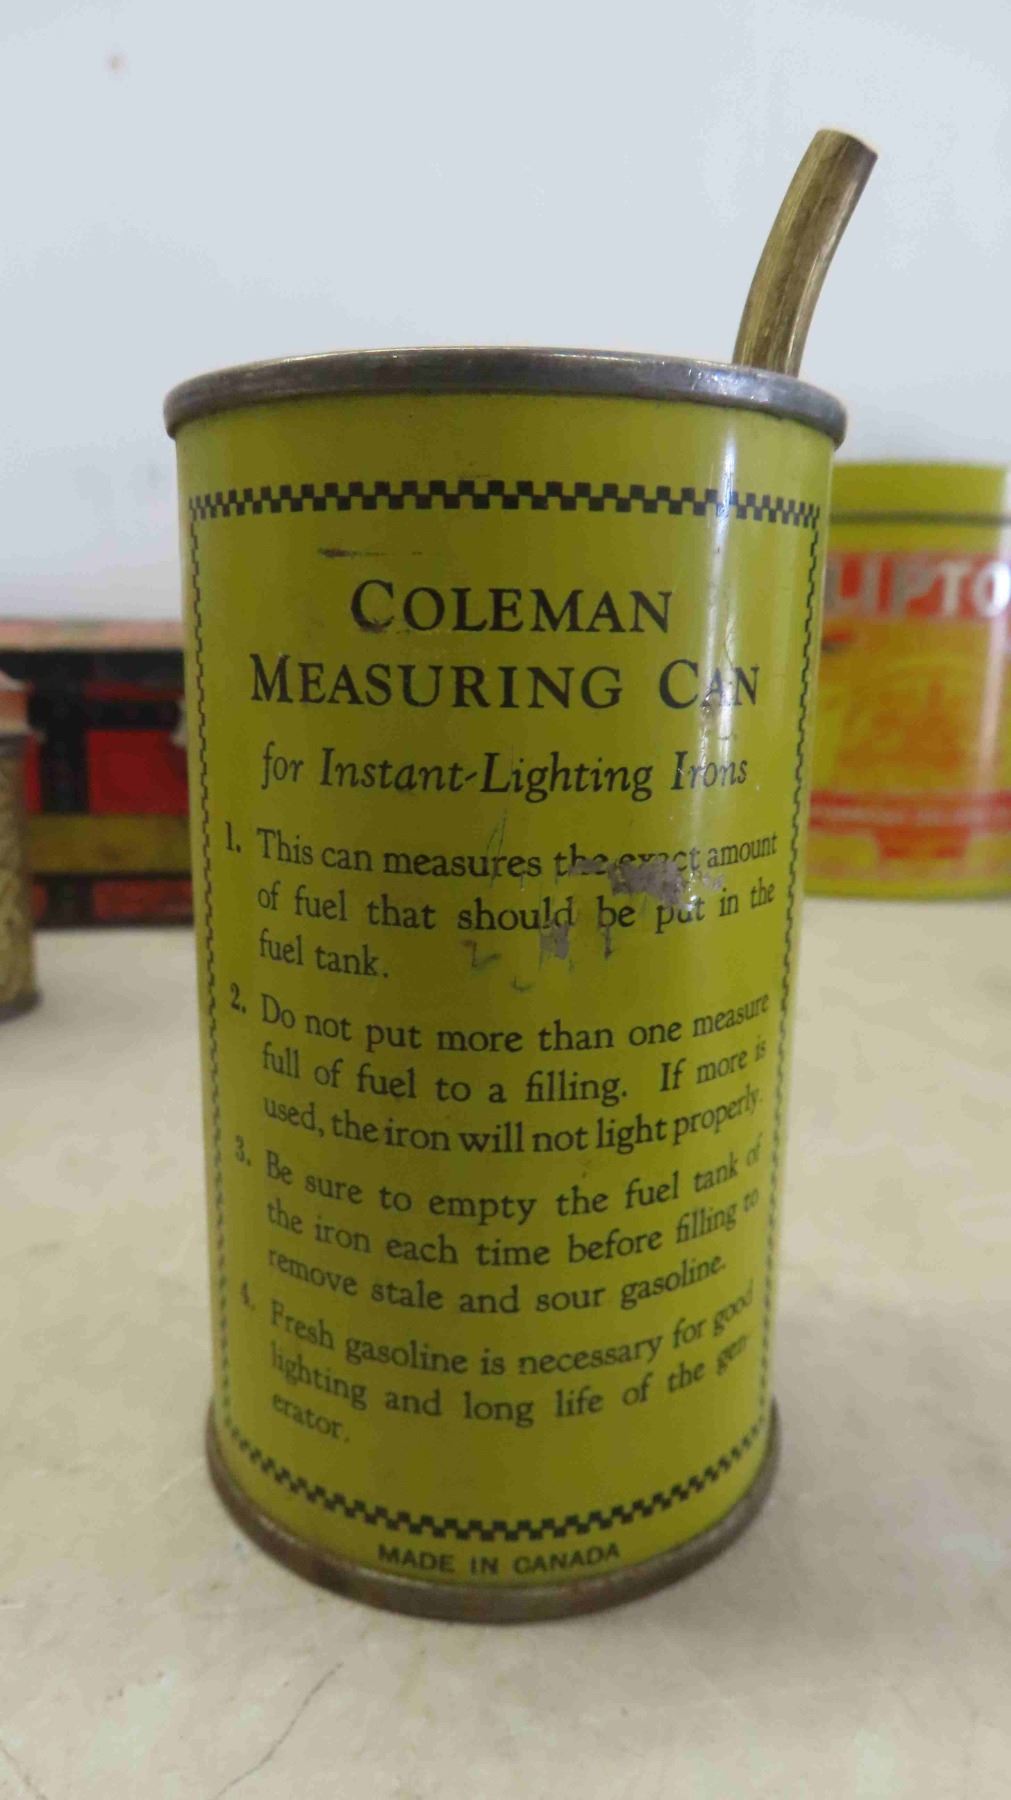 COLEMAN
MEASURING CAN
for Instant-Lighting Irons
1. This can measures the exact amount
of fuel that should be put in the
fuel tank.
2. Do not put more than one measure
full of fuel to a filling. If more is
used, the iron will not light properly.
3. Be sure to empty the fuel tank of
the iron each time before filling to
remove stale and sour gasoline.
4. Fresh gasoline is necessary for good
lighting and long life of the gen-
erator.
MADE IN CANADA
LIPTO